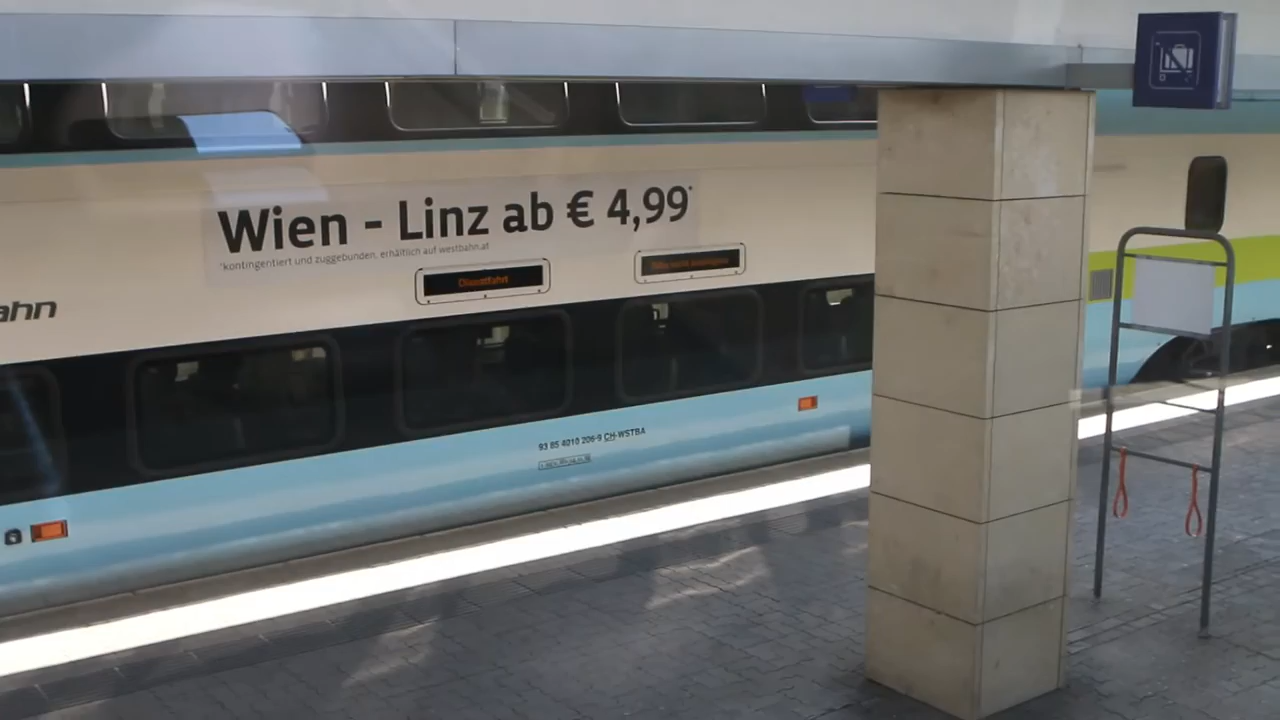 Wien - Linz ab € 4,99*
*kontingentiert und zuggebunden, erhältlich auf westbahn.at
Dienstfahrt
ahn
93 85 4010 206-9 CH-WSTBA